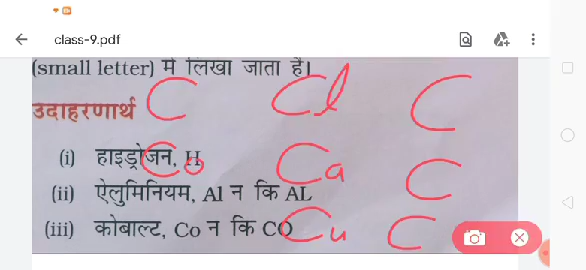 class-9.pdf
(small letter) में लिखा जाता है।
उदाहरणार्थ C Cl C
(i) हाइड्रोजन, H Co Ca
(ii) ऐलुमिनियम, Al न कि AL C
(iii) कोबाल्ट, Co न कि CO Cu C